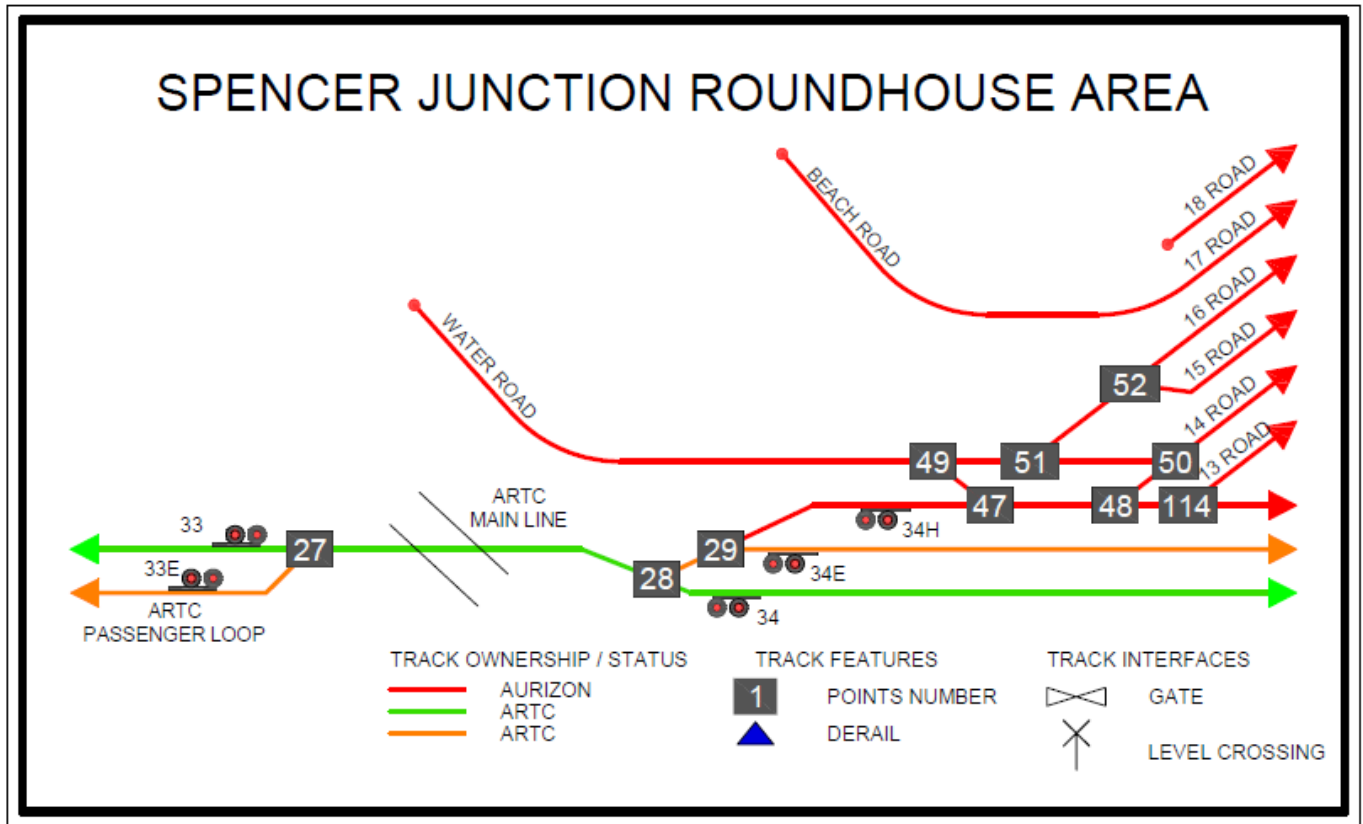 SPENCER JUNCTION ROUNDHOUSE AREA
BEACH ROAD
18 ROAD
17 ROAD
16 ROAD
15 ROAD
14 ROAD
13 ROAD
WATER ROAD
52
49
51
50
47
48
114
ARTC
MAIN LINE
33
27
33E
29
34H
34E
28
34
ARTC
PASSENGER LOOP
TRACK OWNERSHIP / STATUS
AURIZON
ARTC
ARTC
TRACK FEATURES
1
POINTS NUMBER
DERAIL
TRACK INTERFACES
GATE
LEVEL CROSSING